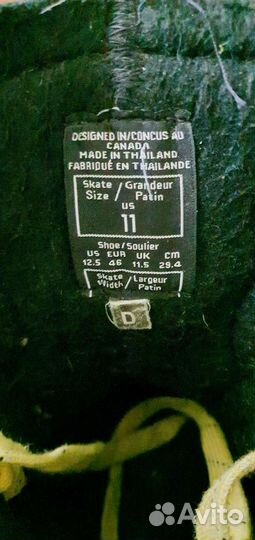 DESIGNED IN/CONCUS AU
CANADA
MADE IN THAILAND
FABRIQUÉ EN THAILANDE
Skate / Grandeur
Size / Patin
US
11
Shoe/Soulier
US EUR UK CM
12.5 46 11.5 29.4
Skate / Largeur
Width / Patin
D
Avito